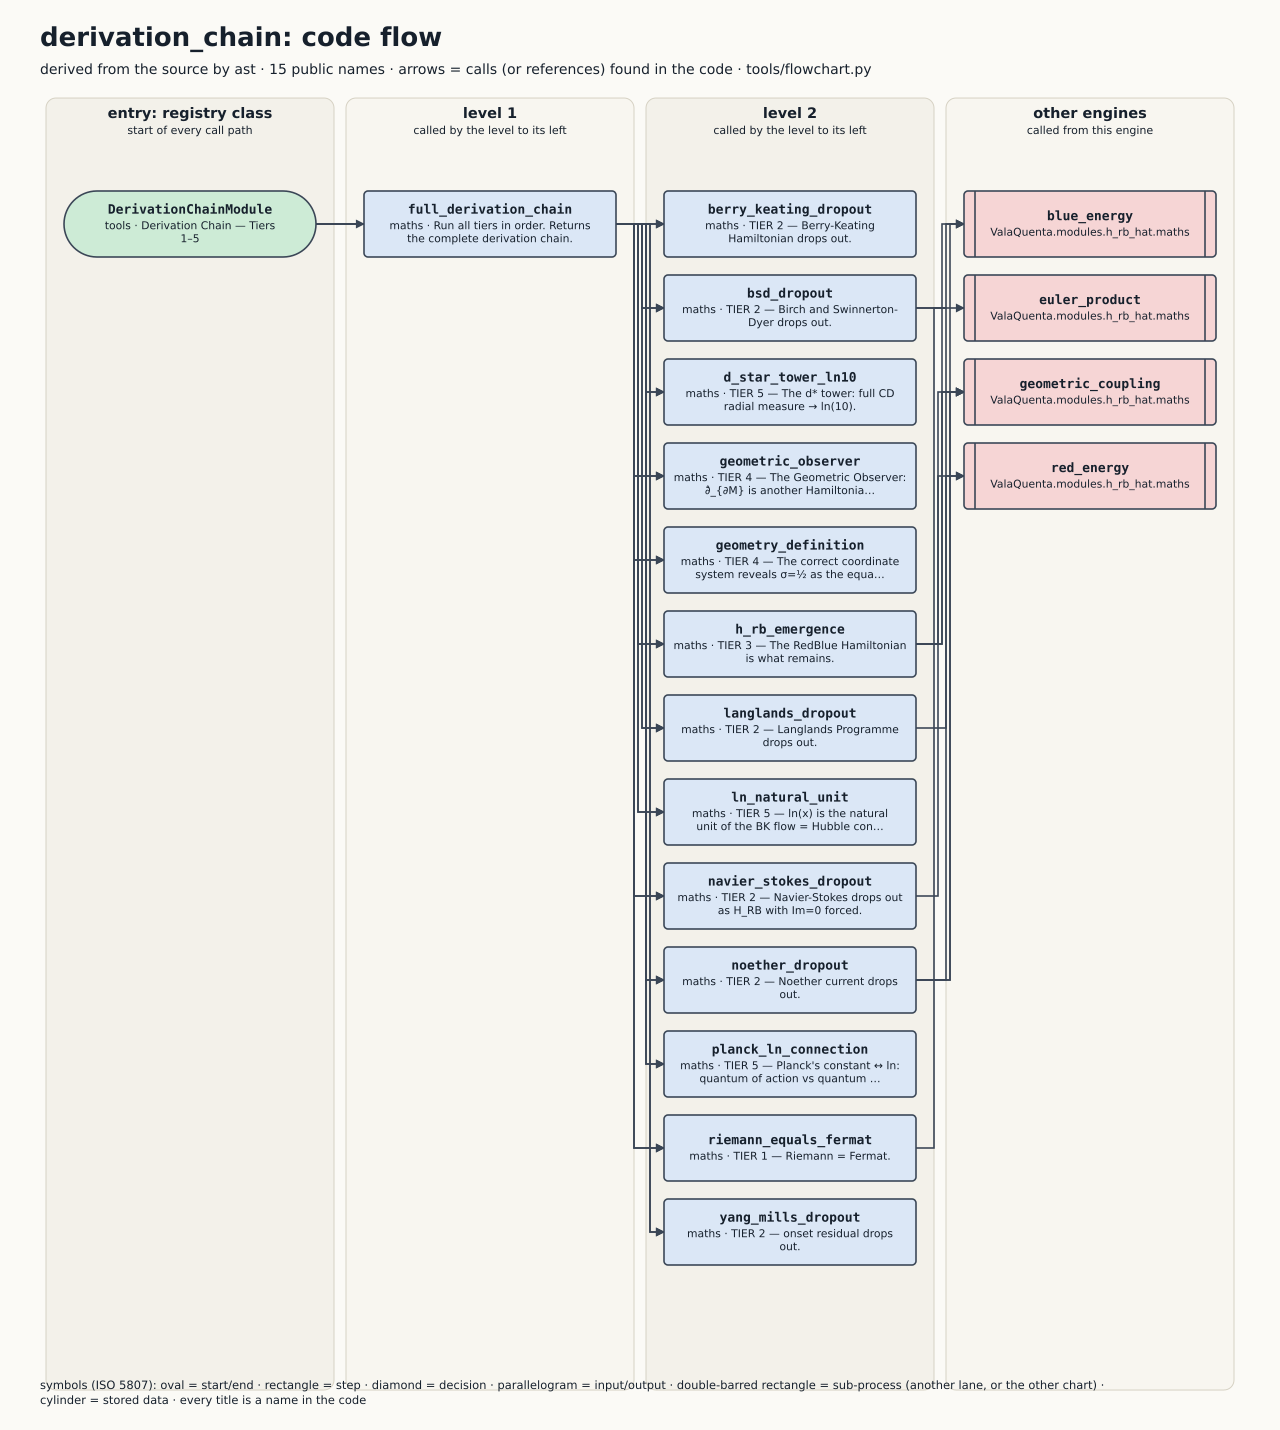 derivation_chain: code flow
derived from the source by ast · 15 public names · arrows = calls (or references) found in the code · tools/flowchart.py
entry: registry class
start of every call path
level 1
called by the level to its left
level 2
called by the level to its left
other engines
called from this engine
DerivationChainModule
tools · Derivation Chain — Tiers
1–5
full_derivation_chain
maths · Run all tiers in order. Returns
the complete derivation chain.
berry_keating_dropout
maths · TIER 2 — Berry-Keating
Hamiltonian drops out.
bsd_dropout
maths · TIER 2 — Birch and Swinnerton-
Dyer drops out.
d_star_tower_ln10
maths · TIER 5 — The d* tower: full CD
radial measure → ln(10).
geometric_observer
maths · TIER 4 — The Geometric Observer:
∂̂_{∂M} is another Hamiltonia…
geometry_definition
maths · TIER 4 — The correct coordinate
system reveals σ=½ as the equa…
h_rb_emergence
maths · TIER 3 — The RedBlue Hamiltonian
is what remains.
langlands_dropout
maths · TIER 2 — Langlands Programme
drops out.
ln_natural_unit
maths · TIER 5 — ln(x) is the natural
unit of the BK flow = Hubble con…
navier_stokes_dropout
maths · TIER 2 — Navier-Stokes drops out
as H_RB with Im=0 forced.
noether_dropout
maths · TIER 2 — Noether current drops
out.
planck_ln_connection
maths · TIER 5 — Planck's constant ↔ ln:
quantum of action vs quantum …
riemann_equals_fermat
maths · TIER 1 — Riemann = Fermat.
yang_mills_dropout
maths · TIER 2 — onset residual drops
out.
blue_energy
ValaQuenta.modules.h_rb_hat.maths
euler_product
ValaQuenta.modules.h_rb_hat.maths
geometric_coupling
ValaQuenta.modules.h_rb_hat.maths
red_energy
ValaQuenta.modules.h_rb_hat.maths
symbols (ISO 5807): oval = start/end · rectangle = step · diamond = decision · parallelogram = input/output · double-barred rectangle = sub-process (another lane, or the other chart) ·
cylinder = stored data · every title is a name in the code